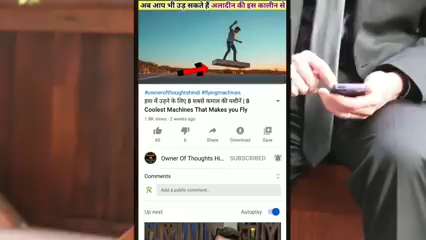 अब आप भी उड़ सकते हैं अलादीन की इस कालीन से
#ownerofthoughtshindi #flyingmachines
हवा में उड़ने के लिए 8 सबसे कमाल की मशीनें | 8
Coolest Machines That Makes you Fly
1.8K views · 2 weeks ago
60
6
Share
Download
Save
Owner Of Thoughts Hi...
SUBSCRIBED
Comments
R
Add a public comment...
Up next
Autoplay